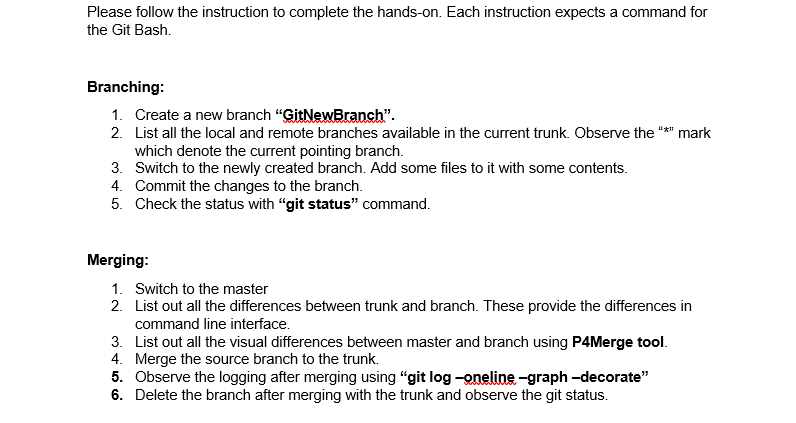 Please follow the instruction to complete the hands-on. Each instruction expects a command for
the Git Bash.
Branching:
1. Create a new branch “GitNewBranch”.
2. List all the local and remote branches available in the current trunk. Observe the “*” mark
which denote the current pointing branch.
3. Switch to the newly created branch. Add some files to it with some contents.
4. Commit the changes to the branch.
5. Check the status with “git status” command.
Merging:
1. Switch to the master
2. List out all the differences between trunk and branch. These provide the differences in
command line interface.
3. List out all the visual differences between master and branch using P4Merge tool.
4. Merge the source branch to the trunk.
5. Observe the logging after merging using “git log –oneline –graph –decorate”
6. Delete the branch after merging with the trunk and observe the git status.